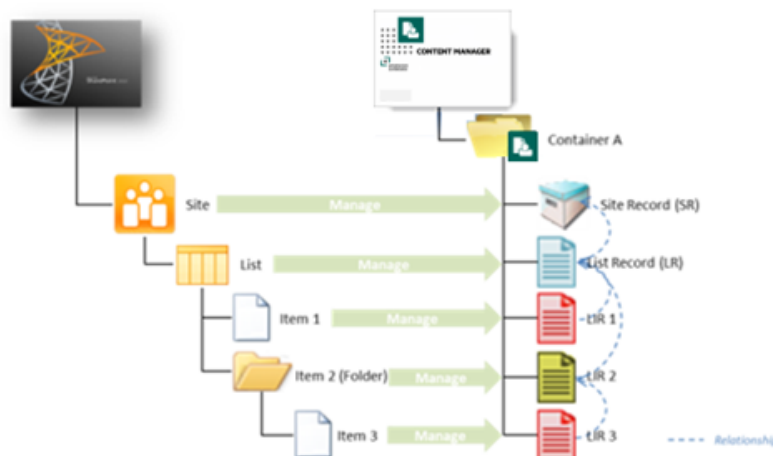 CONTENT MANAGER
Container A
Site
Manage
Site Record (SR)
List
Manage
List Record (LR)
Item 1
Manage
LIR 1
Item 2 (Folder)
Manage
LIR 2
Item 3
Manage
LIR 3
Relationship